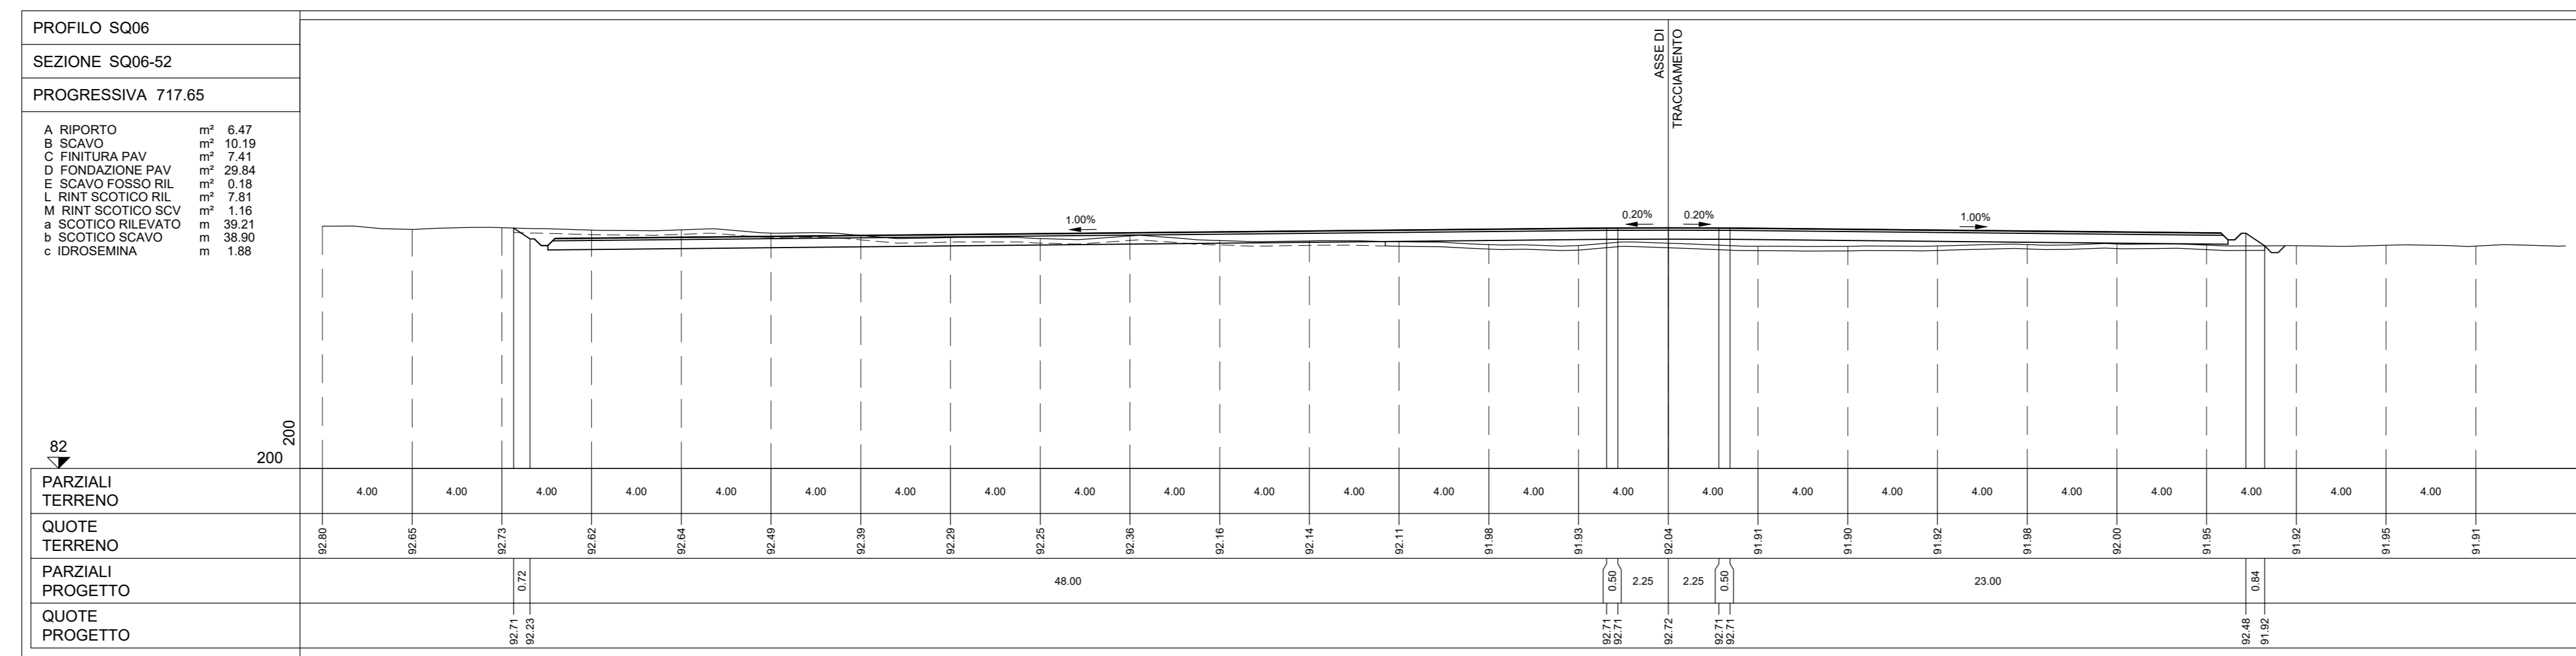 PROFILO SQ06
SEZIONE SQ06-52
PROGRESSIVA 717.65
A RIPORTO m² 6.47
B SCAVO m² 10.19
C FINITURA PAV m² 7.41
D FONDAZIONE PAV m² 29.84
E SCAVO FOSSO RIL m² 0.18
L RINT SCOTICO RIL m² 7.81
M RINT SCOTICO SCV m² 1.16
a SCOTICO RILEVATO m 39.21
b SCOTICO SCAVO m 38.90
c IDROSEMINA m 1.88
ASSE DI
TRACCIAMENTO
1.00% 0.20% 0.20% 1.00%
82
200
200
PARZIALI
TERRENO
4.00 4.00 4.00 4.00 4.00 4.00 4.00 4.00 4.00 4.00 4.00 4.00 4.00 4.00 4.00 4.00 4.00 4.00 4.00 4.00 4.00 4.00 4.00 4.00
QUOTE
TERRENO
92.80 92.65 92.73 92.62 92.64 92.49 92.39 92.29 92.25 92.36 92.16 92.14 92.11 91.98 91.93 92.04 91.91 91.90 91.92 91.98 92.00 91.95 91.92 91.95 91.91
PARZIALI
PROGETTO
0.72 48.00 0.50 2.25 2.25 0.50 23.00 0.84
QUOTE
PROGETTO
92.71 92.23 92.71 92.71 92.72 92.71 92.71 92.48 91.92